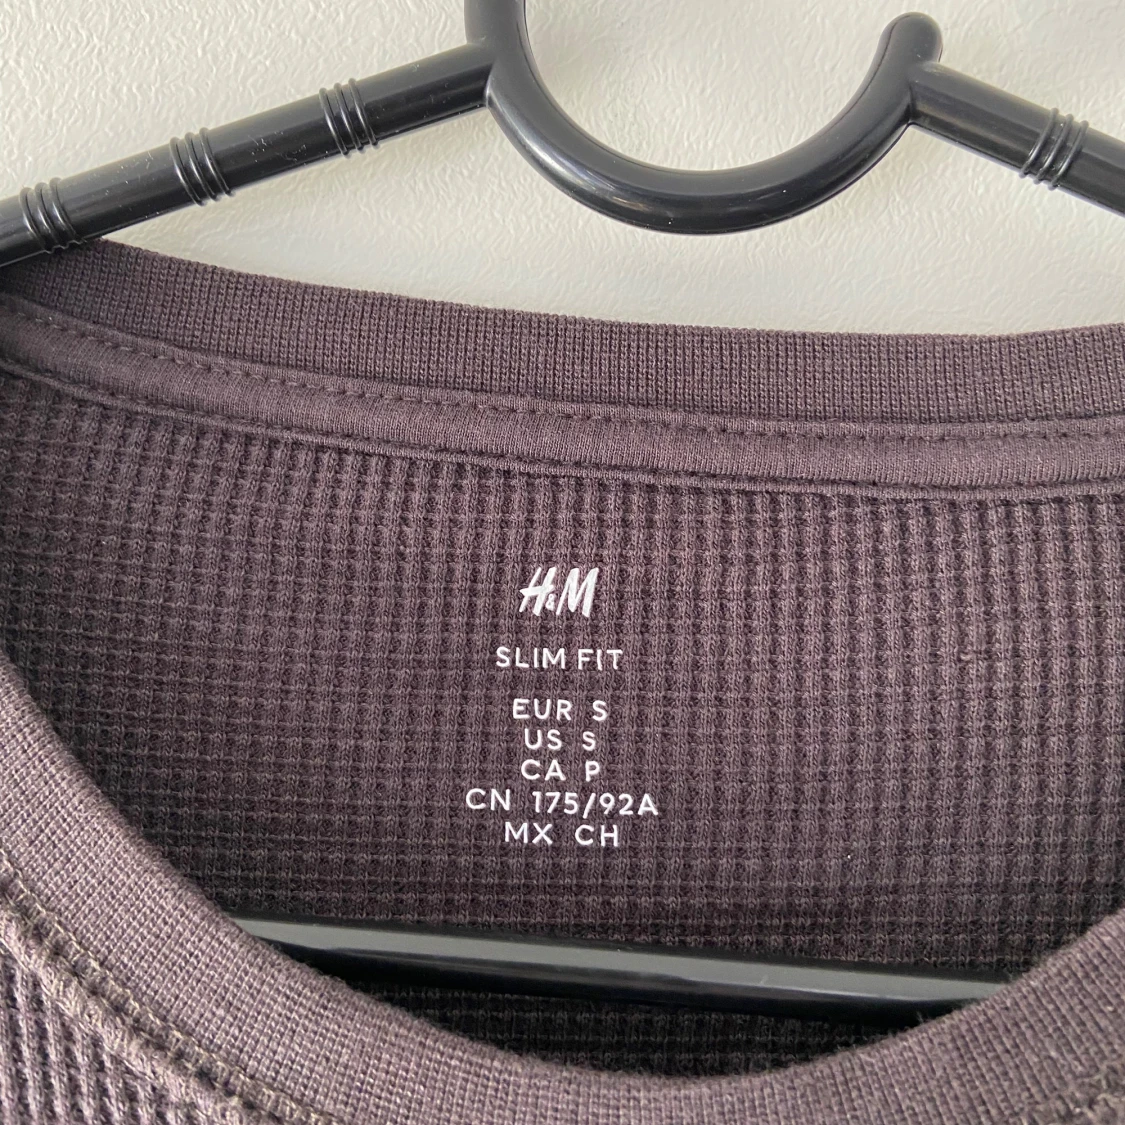 H&M
SLIM FIT
EUR S
US S
CA P
CN 175/92A
MX CH